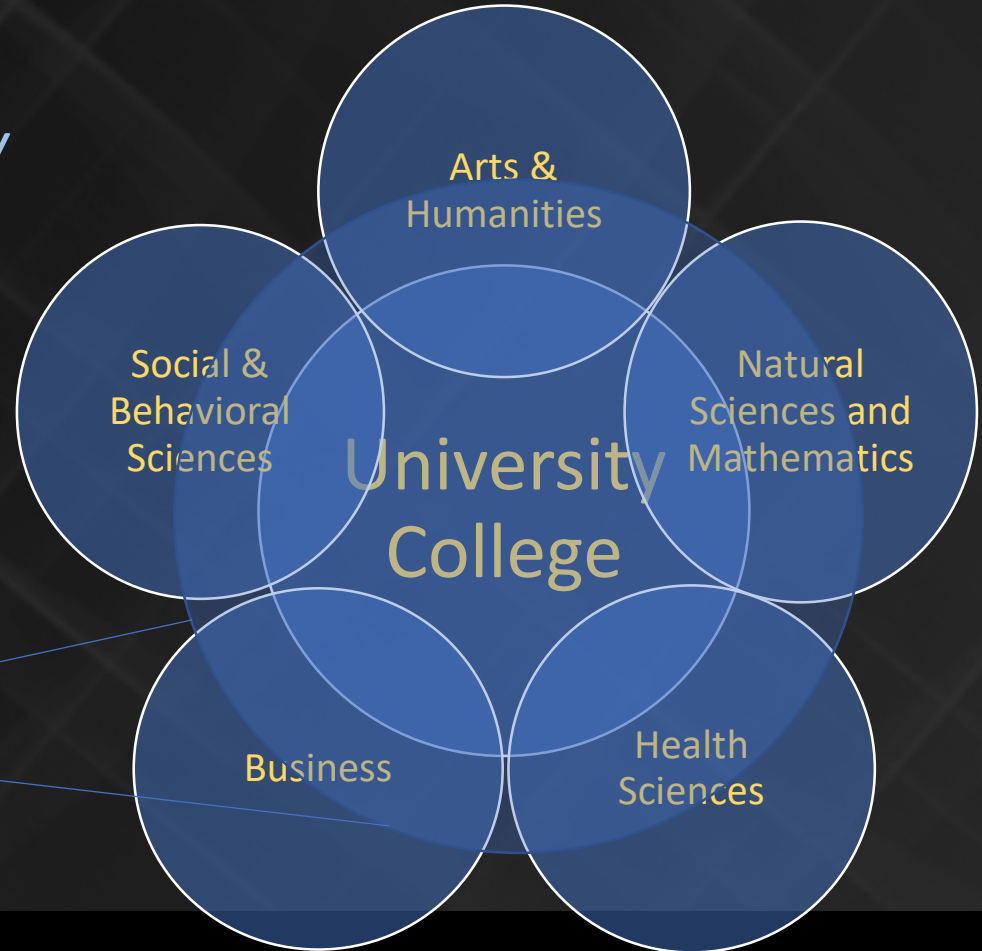 Arts &
Humanities
Social &
Behavioral
Sciences
Natural
Sciences and
Mathematics
University
College
Business
Health
Sciences